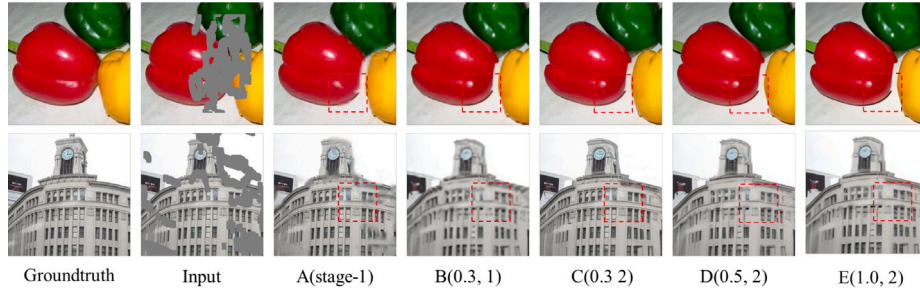 Groundtruth Input A(stage-1) B(0.3, 1) C(0.3 2) D(0.5, 2) E(1.0, 2)